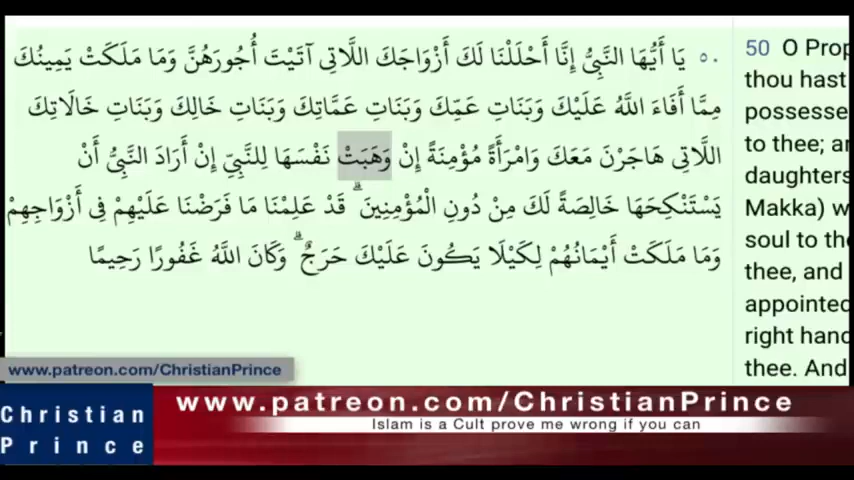 ٥٠ يَا أَيُّهَا النَّبِيُّ إِنَّا أَحْلَلْنَا لَكَ أَزْوَاجَكَ اللَّاتِي آتَيْتَ أُجُورَهُنَّ وَمَا مَلَكَتْ يَمِينُكَ
مِمَّا أَفَاءَ اللَّهُ عَلَيْكَ وَبَنَاتِ عَمِّكَ وَبَنَاتِ عَمَّاتِكَ وَبَنَاتِ خَالِكَ وَبَنَاتِ خَالَاتِكَ
اللَّاتِي هَاجَرْنَ مَعَكَ وَامْرَأَةً مُؤْمِنَةً إِنْ وَهَبَتْ نَفْسَهَا لِلنَّبِيِّ إِنْ أَرَادَ النَّبِيُّ أَنْ
يَسْتَنْكِحَهَا خَالِصَةً لَكَ مِنْ دُونِ الْمُؤْمِنِينَ ۗ قَدْ عَلِمْنَا مَا فَرَضْنَا عَلَيْهِمْ فِي أَزْوَاجِهِمْ
وَمَا مَلَكَتْ أَيْمَانُهُمْ لِكَيْلَا يَكُونَ عَلَيْكَ حَرَجٌ ۗ وَكَانَ اللَّهُ غَفُورًا رَحِيمًا
50 O Prop
thou hast
possesse
to thee; an
daughters
Makka) w
soul to the
thee, and
appointed
right hand
thee. And
www.patreon.com/ChristianPrince
Christian
Prince
www.patreon.com/ChristianPrince
Islam is a Cult prove me wrong if you can